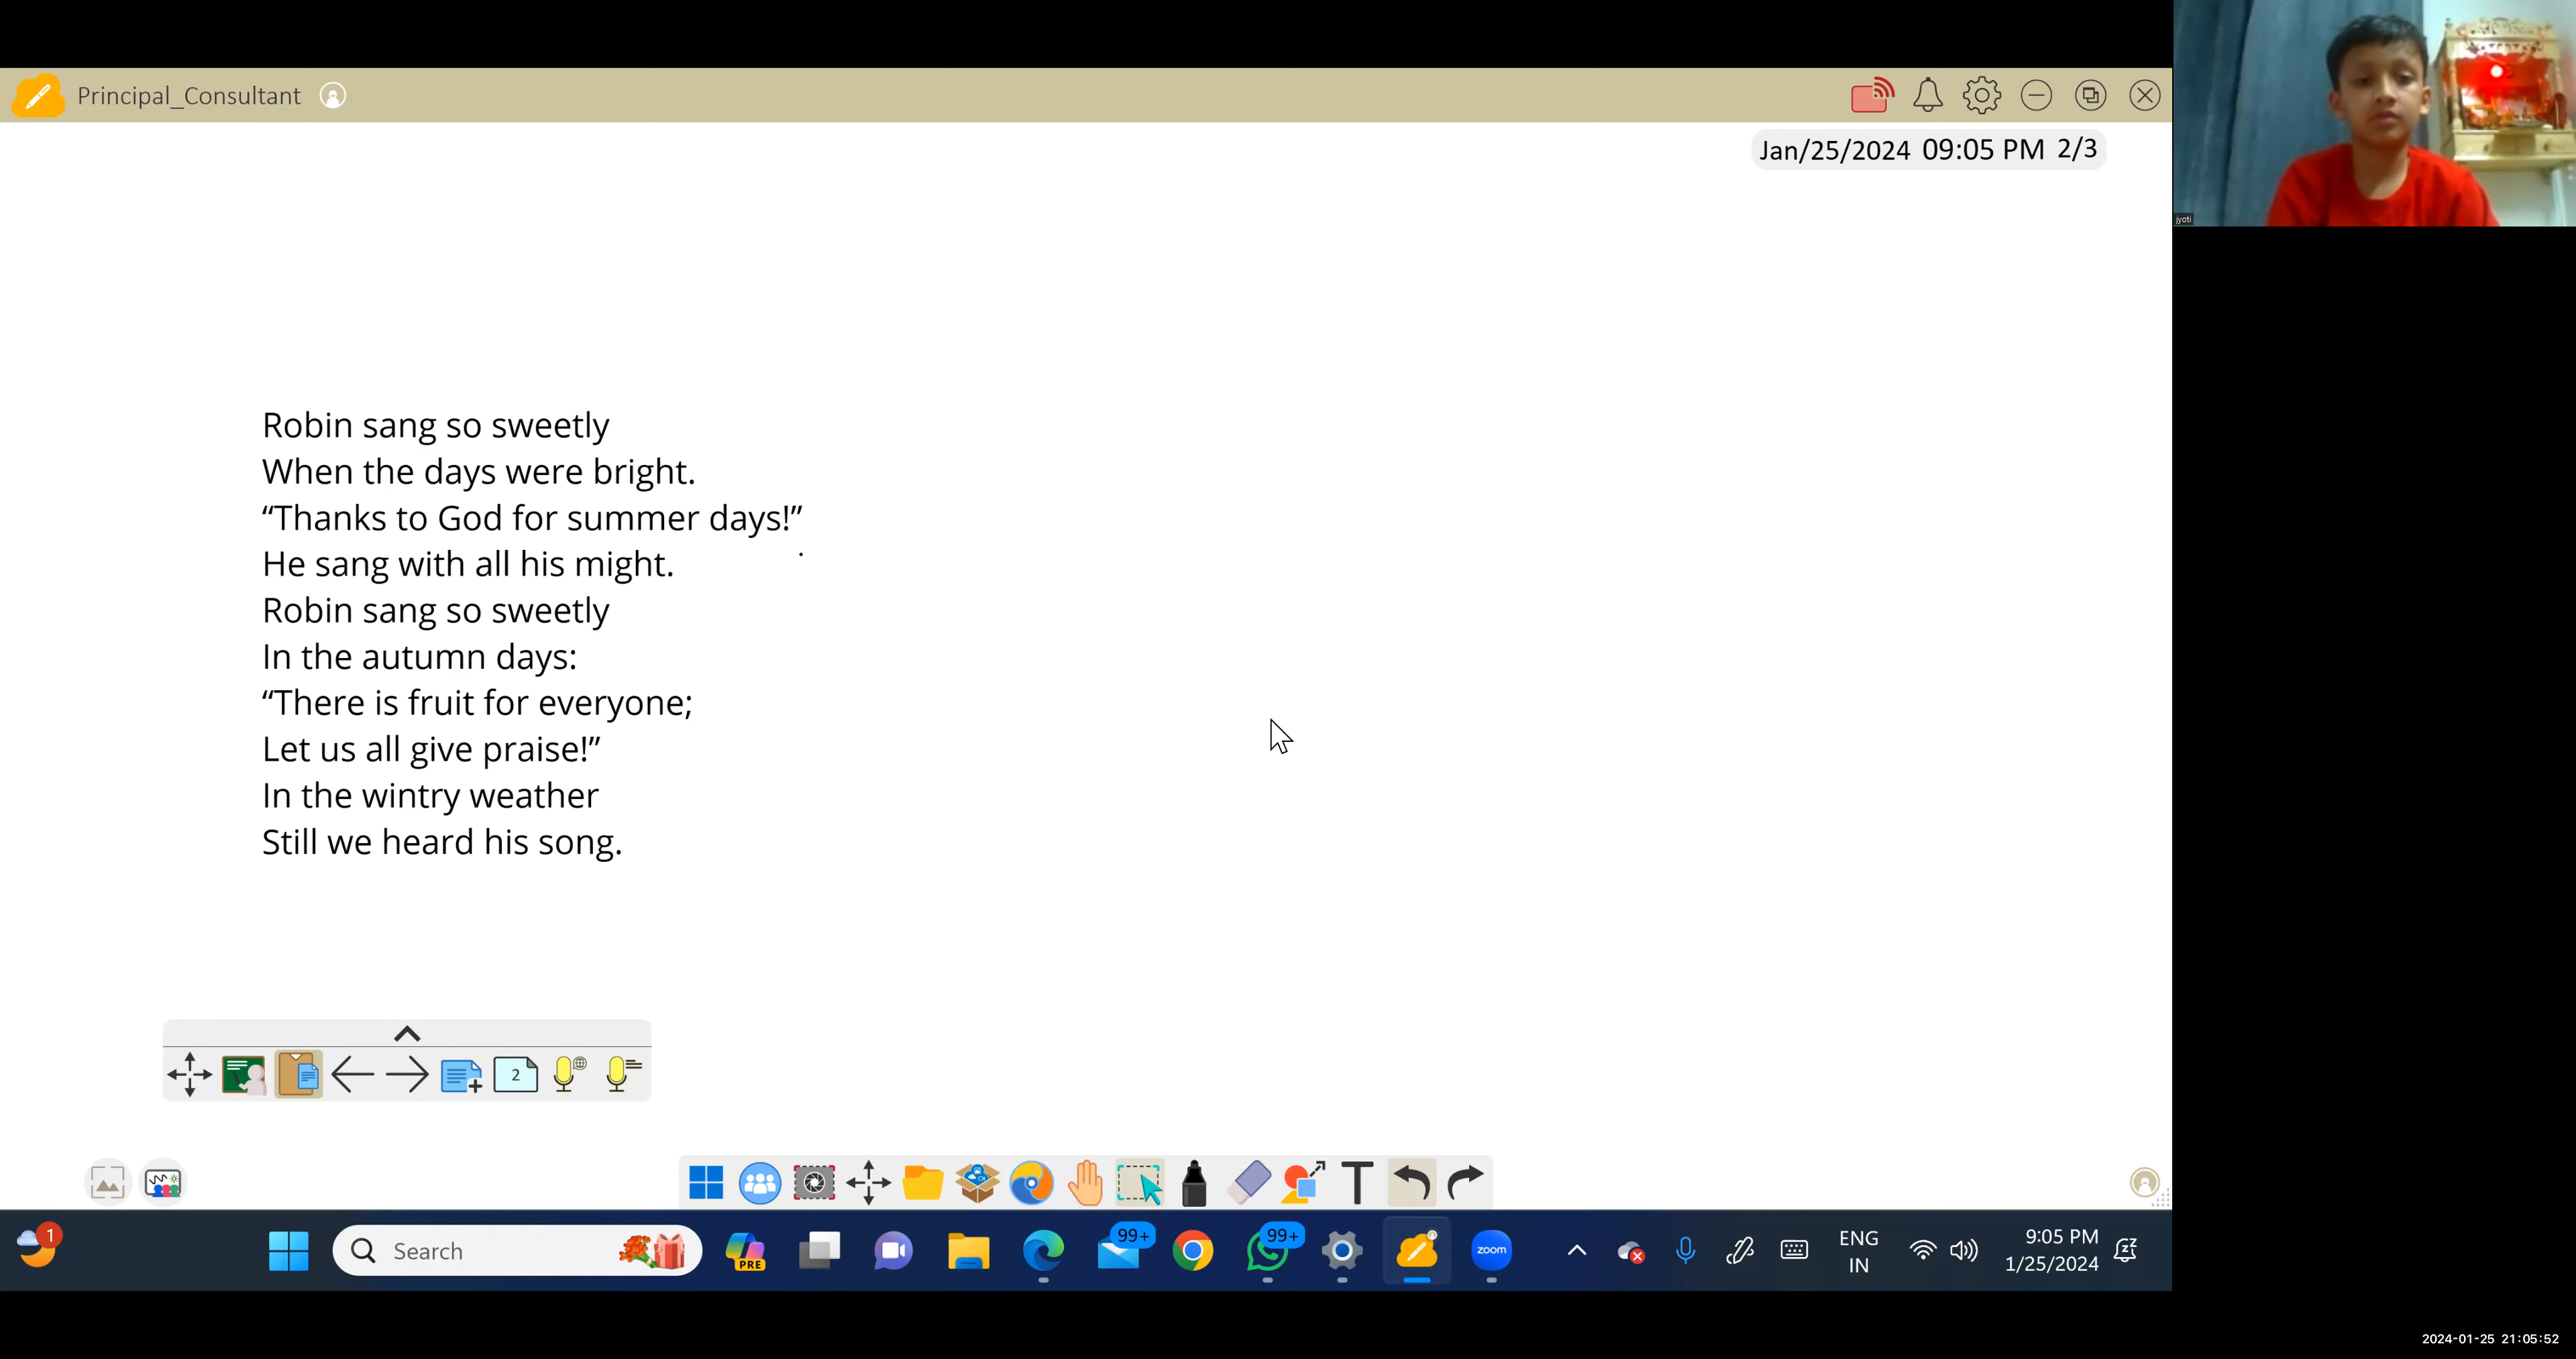 Principal_Consultant
jyoti
Jan/25/2024 09:05 PM 2/3
Robin sang so sweetly
When the days were bright.
“Thanks to God for summer days!”
He sang with all his might.
Robin sang so sweetly
In the autumn days:
“There is fruit for everyone;
Let us all give praise!”
In the wintry weather
Still we heard his song.
2
T
1
Search
PRE
99+
99+
zoom
ENG
IN
9:05 PM
1/25/2024
2024-01-25 21:05:52